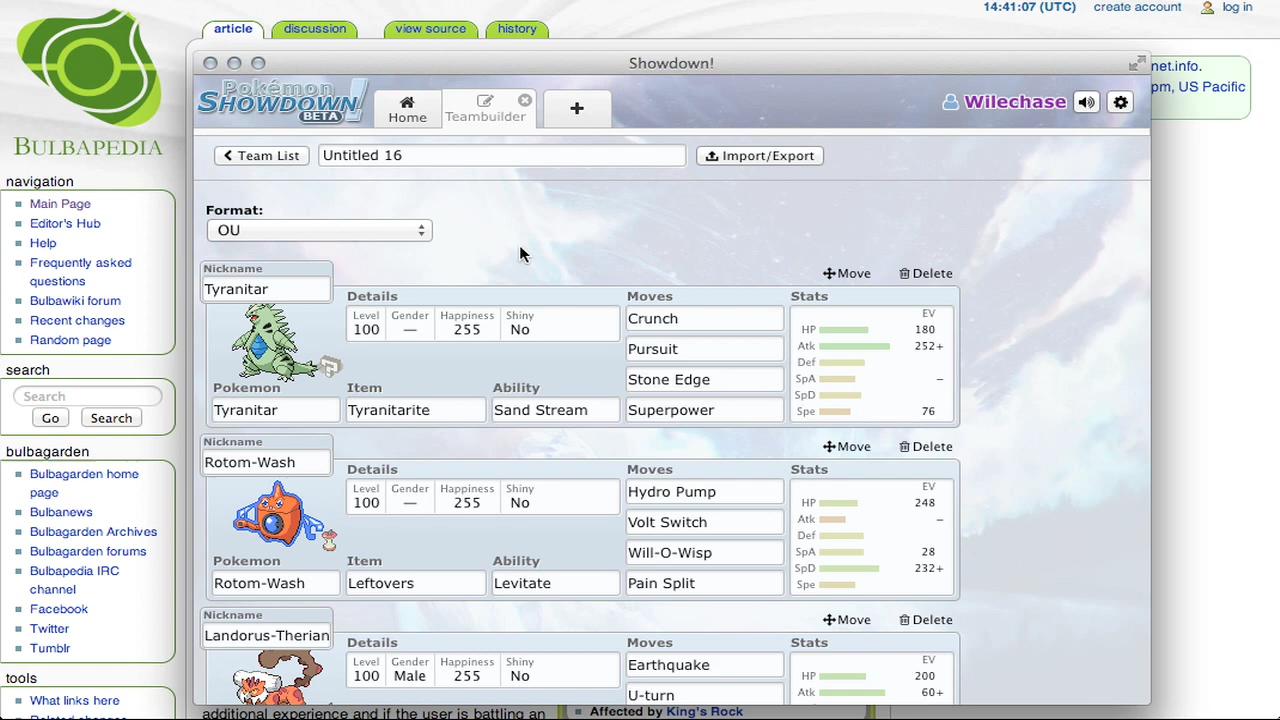 14:41:07 (UTC) create account log in
article discussion view source history
net.info.
pm, US Pacific
BULBAPEDIA
navigation
Main Page
Editor's Hub
Help
Frequently asked
questions
Bulbawiki forum
Recent changes
Random page
search
Search
Go Search
bulbagarden
Bulbagarden home
page
Bulbanews
Bulbagarden Archives
Bulbagarden forums
Bulbapedia IRC
channel
Facebook
Twitter
Tumblr
tools
What links here
Showdown!
Pokémon
SHOWDOWN!
BETA
Home
Teambuilder
+
Wilechase
Team List
Untitled 16
Import/Export
Format:
OU
Move Delete
Nickname
Tyranitar
Details
Level Gender Happiness Shiny
100 — 255 No
Pokemon Item Ability
Tyranitar Tyranitarite Sand Stream
Moves
Crunch
Pursuit
Stone Edge
Superpower
Stats
EV
HP 180
Atk 252+
Def
SpA –
SpD
Spe 76
Move Delete
Nickname
Rotom-Wash
Details
Level Gender Happiness Shiny
100 — 255 No
Pokemon Item Ability
Rotom-Wash Leftovers Levitate
Moves
Hydro Pump
Volt Switch
Will-O-Wisp
Pain Split
Stats
EV
HP 248
Atk –
Def
SpA 28
SpD 232+
Spe
Move Delete
Nickname
Landorus-Therian
Details
Level Gender Happiness Shiny
100 Male 255 No
Moves
Earthquake
U-turn
Stats
EV
HP 200
Atk 60+
additional experience and if the user is battling an
Affected by King's Rock